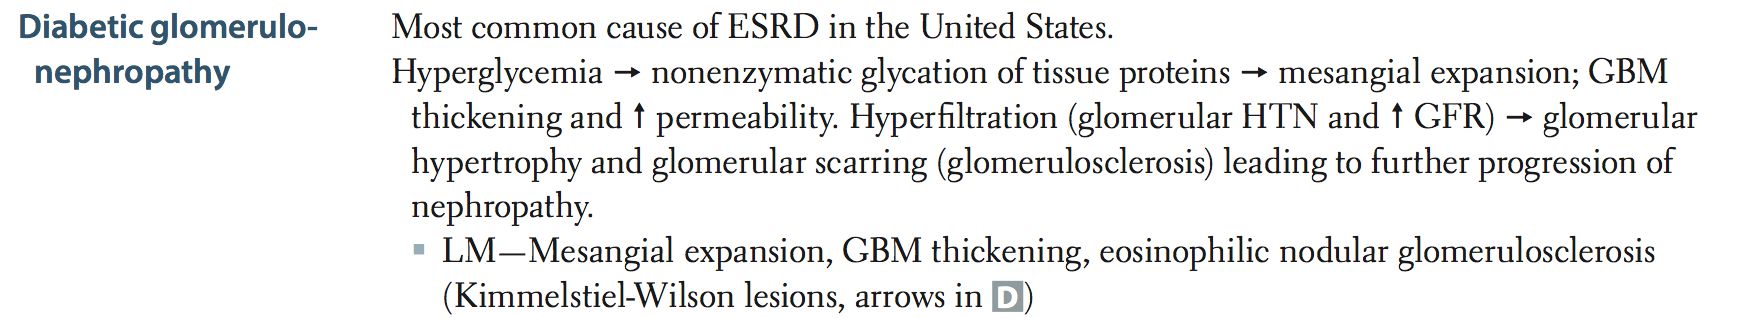 Diabetic glomerulo-
nephropathy
Most common cause of ESRD in the United States.
Hyperglycemia → nonenzymatic glycation of tissue proteins → mesangial expansion; GBM
thickening and ↑ permeability. Hyperfiltration (glomerular HTN and ↑ GFR) → glomerular
hypertrophy and glomerular scarring (glomerulosclerosis) leading to further progression of
nephropathy.
▪ LM—Mesangial expansion, GBM thickening, eosinophilic nodular glomerulosclerosis
(Kimmelstiel-Wilson lesions, arrows in D)